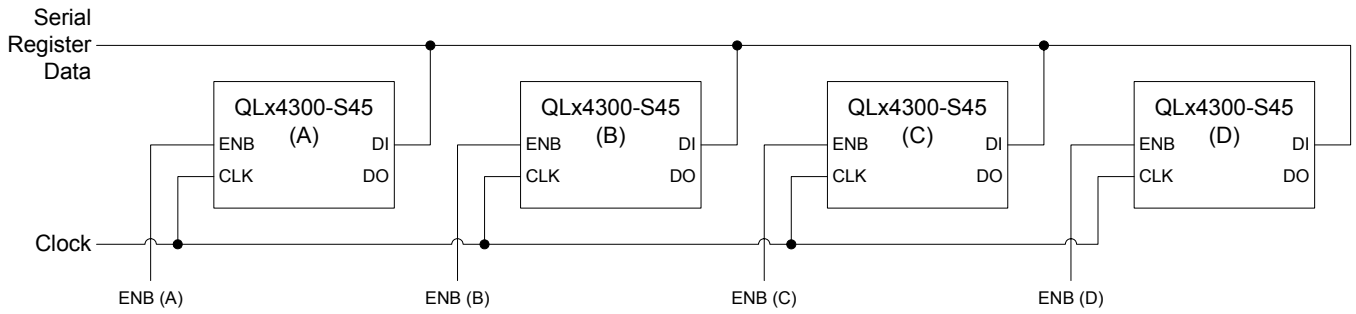 Serial
Register
Data
QLx4300-S45
(A)
ENB
DI
CLK
DO
QLx4300-S45
(B)
ENB
DI
CLK
DO
QLx4300-S45
(C)
ENB
DI
CLK
DO
QLx4300-S45
(D)
ENB
DI
CLK
DO
Clock
ENB (A)
ENB (B)
ENB (C)
ENB (D)